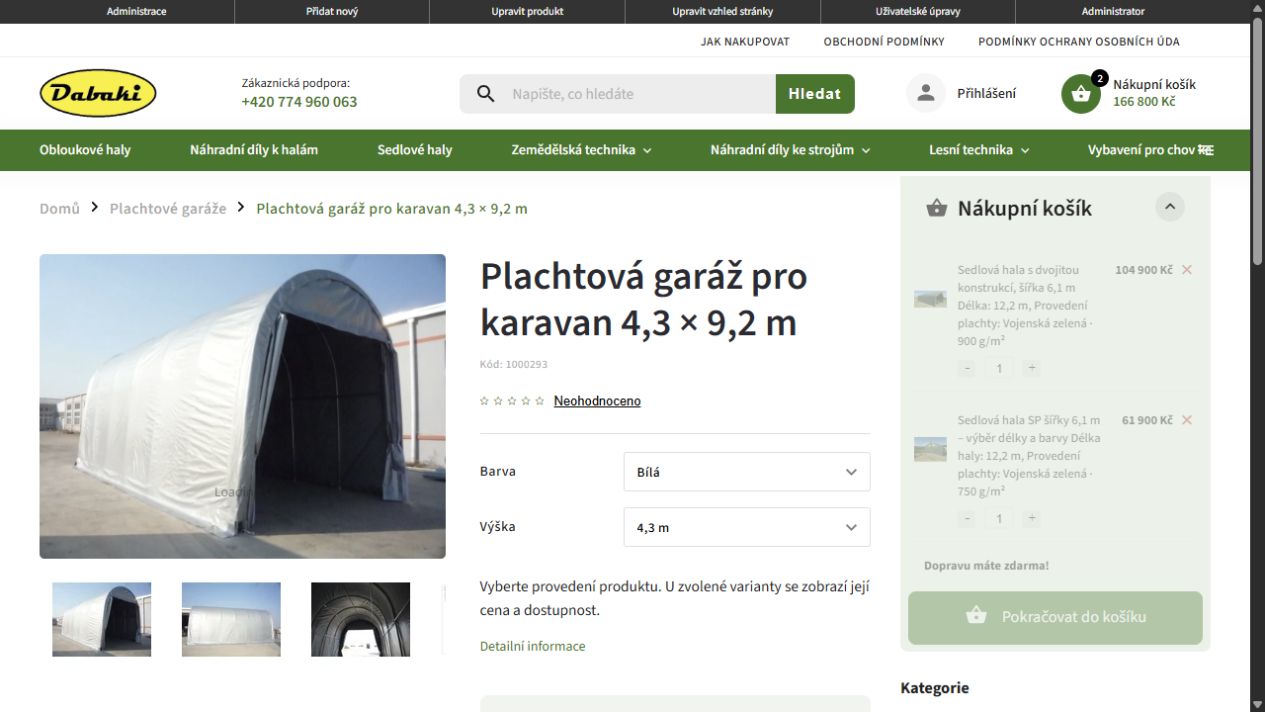 Administrace
Přidat nový
Upravit produkt
Upravit vzhled stránky
Uživatelské úpravy
Administrator
JAK NAKUPOVAT
OBCHODNÍ PODMÍNKY
PODMÍNKY OCHRANY OSOBNÍCH ÚDA
Dabaki
Zákaznická podpora:
+420 774 960 063
Napište, co hledáte
Hledat
Přihlášení
2
Nákupní košík
166 800 Kč
Obloukové haly
Náhradní díly k halám
Sedlové haly
Zemědělská technika
Náhradní díly ke strojům
Lesní technika
Vybavení pro chov
Domů
Plachtové garáže
Plachtová garáž pro karavan 4,3 × 9,2 m
Loadin
Plachtová garáž pro
karavan 4,3 × 9,2 m
Kód: 1000293
Neohodnoceno
Barva
Bílá
Výška
4,3 m
Vyberte provedení produktu. U zvolené varianty se zobrazí její
cena a dostupnost.
Detailní informace
Nákupní košík
Sedlová hala s dvojitou
konstrukcí, šířka 6,1 m
Délka: 12,2 m, Provedení
plachty: Vojenská zelená ·
900 g/m²
104 900 Kč
- 1 +
Sedlová hala SP šířky 6,1 m
– výběr délky a barvy Délka
haly: 12,2 m, Provedení
plachty: Vojenská zelená ·
750 g/m²
61 900 Kč
- 1 +
Dopravu máte zdarma!
Pokračovat do košíku
Kategorie